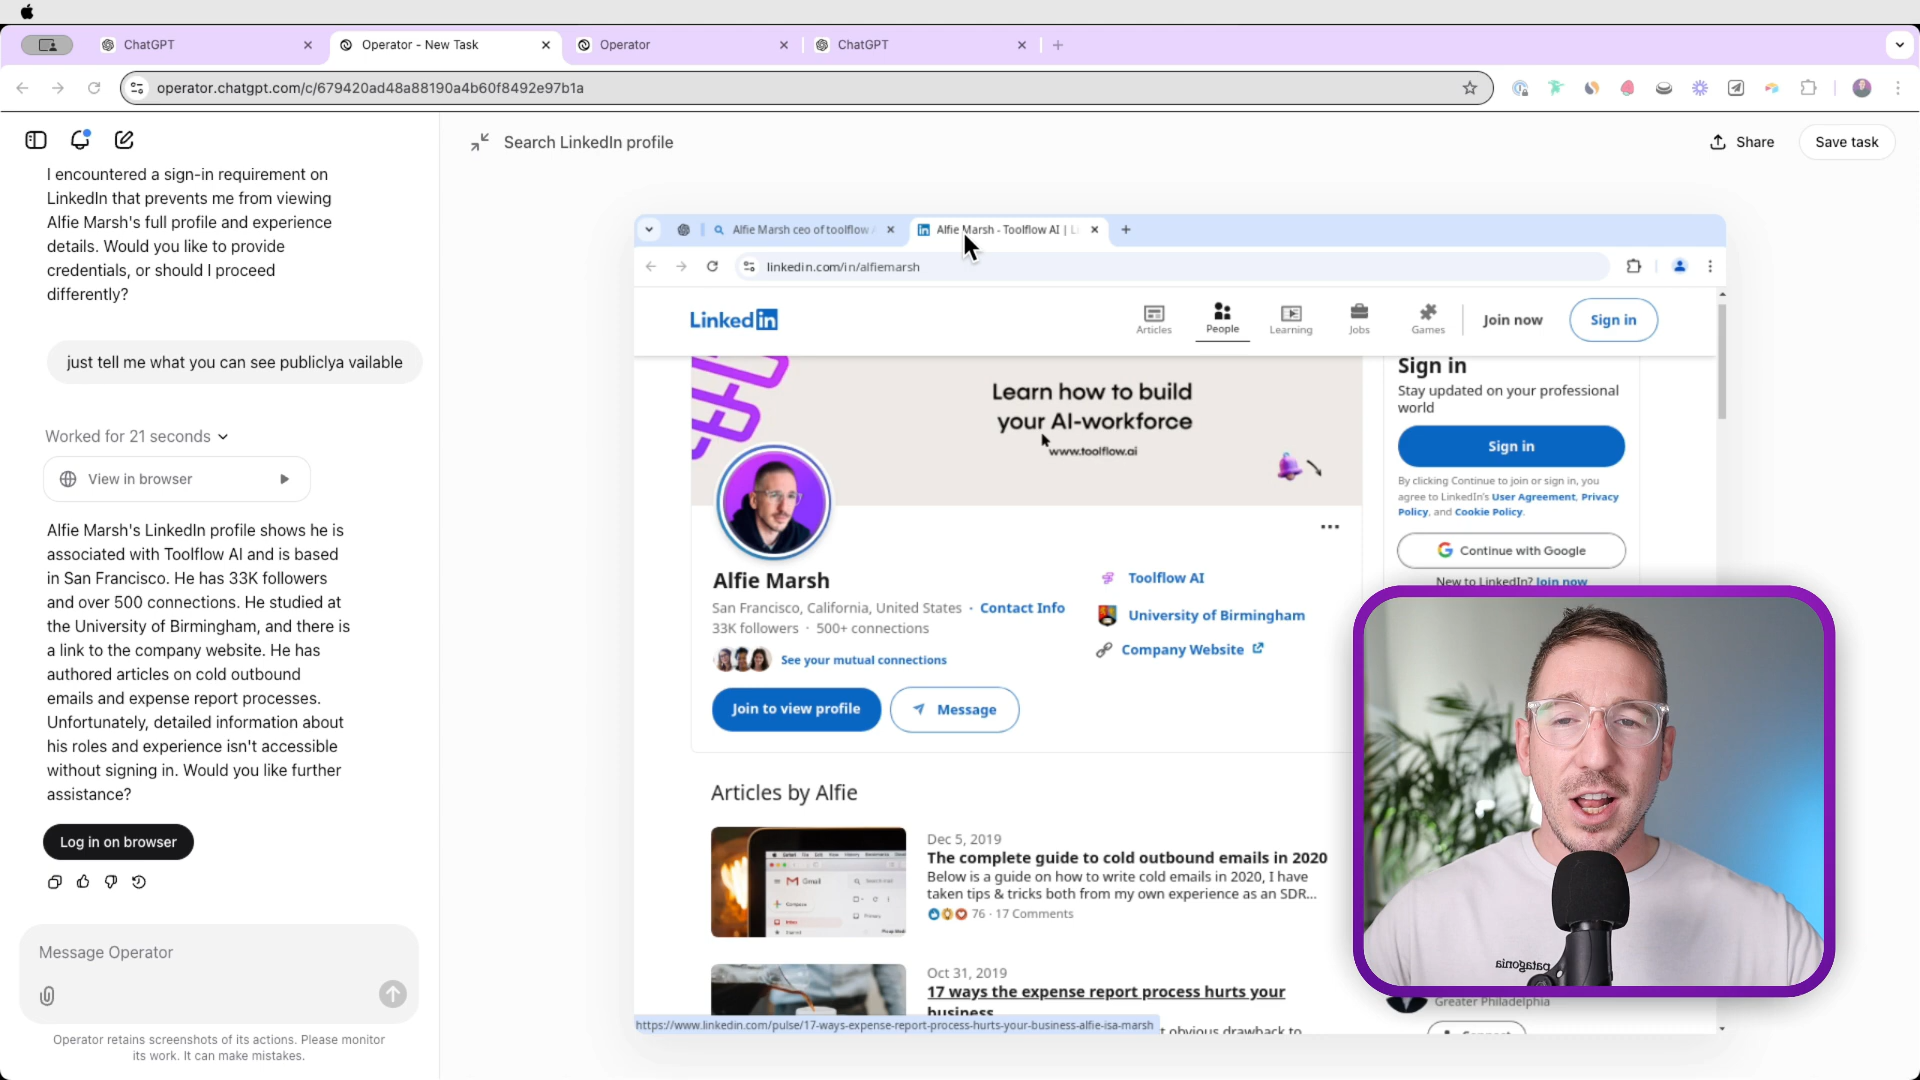 ChatGPT
Operator - New Task
Operator
ChatGPT
operator.chatgpt.com/c/679420ad48a88190a4b60f8492e97b1a
I encountered a sign-in requirement on
LinkedIn that prevents me from viewing
Alfie Marsh's full profile and experience
details. Would you like to provide
credentials, or should I proceed
differently?
just tell me what you can see publiclya vailable
Worked for 21 seconds
View in browser
Alfie Marsh's LinkedIn profile shows he is
associated with Toolflow AI and is based
in San Francisco. He has 33K followers
and over 500 connections. He studied at
the University of Birmingham, and there is
a link to the company website. He has
authored articles on cold outbound
emails and expense report processes.
Unfortunately, detailed information about
his roles and experience isn't accessible
without signing in. Would you like further
assistance?
Log in on browser
Message Operator
Operator retains screenshots of its actions. Please monitor
its work. It can make mistakes.
Search LinkedIn profile
Share
Save task
Alfie Marsh ceo of toolflow
Alfie Marsh - Toolflow AI | L
linkedin.com/in/alfiemarsh
Linkedin
Articles
People
Learning
Jobs
Games
Join now
Sign in
Learn how to build
your AI-workforce
www.toolflow.ai
Alfie Marsh
San Francisco, California, United States · Contact Info
33K followers · 500+ connections
See your mutual connections
Join to view profile
Message
Toolflow AI
University of Birmingham
Company Website
Sign in
Stay updated on your professional
world
Sign in
By clicking Continue to join or sign in, you
agree to LinkedIn's User Agreement, Privacy
Policy, and Cookie Policy.
Continue with Google
New to LinkedIn? Join now
Articles by Alfie
Gmail
Compose
Dec 5, 2019
The complete guide to cold outbound emails in 2020
Below is a guide on how to write cold emails in 2020, I have
taken tips & tricks both from my own experience as an SDR...
76 · 17 Comments
Oct 31, 2019
17 ways the expense report process hurts your
business
t obvious drawback to
https://www.linkedin.com/pulse/17-ways-expense-report-process-hurts-your-business-alfie-isa-marsh
patagonia
Greater Philadelphia